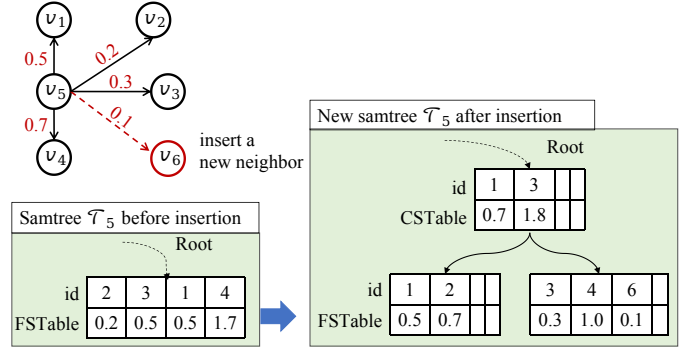 v₁
v₂
0.5
0.2
v₅
0.3
v₃
0.7
0.1
v₄
v₆
insert a
new neighbor
Samtree 𝒯₅ before insertion
Root
id 2 3 1 4
FSTable 0.2 0.5 0.5 1.7
New samtree 𝒯₅ after insertion
Root
id 1 3
CSTable 0.7 1.8
id 1 2 3 4 6
FSTable 0.5 0.7 0.3 1.0 0.1